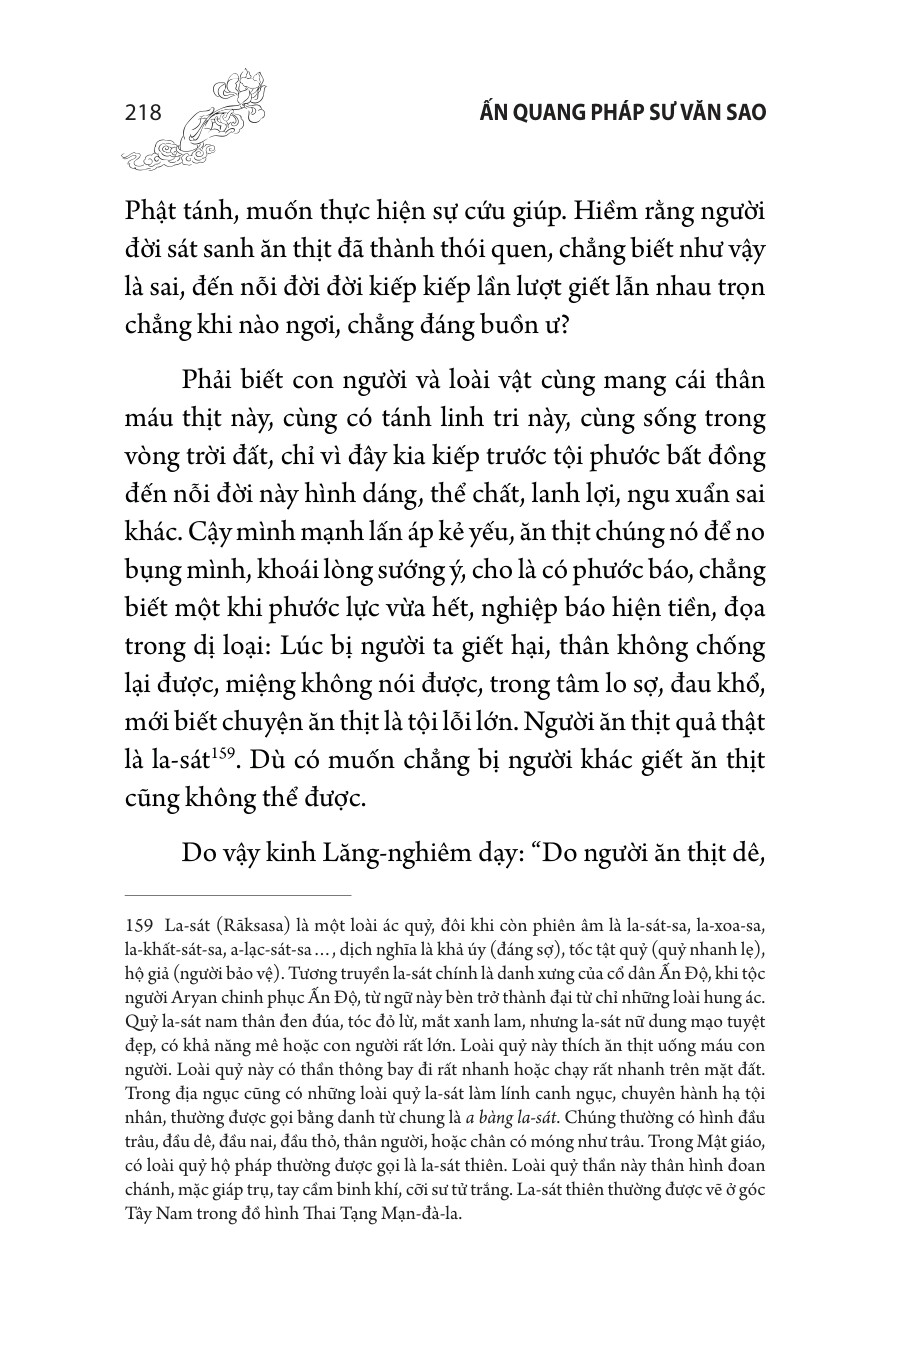 218
ẤN QUANG PHÁP SƯ VĂN SAO
Phật tánh, muốn thực hiện sự cứu giúp. Hiềm rằng người
đời sát sanh ăn thịt đã thành thói quen, chẳng biết như vậy
là sai, đến nỗi đời đời kiếp kiếp lần lượt giết lẫn nhau trọn
chẳng khi nào ngơi, chẳng đáng buồn ư?
Phải biết con người và loài vật cùng mang cái thân
máu thịt này, cùng có tánh linh tri này, cùng sống trong
vòng trời đất, chỉ vì đây kia kiếp trước tội phước bất đồng
đến nỗi đời này hình dáng, thể chất, lanh lợi, ngu xuẩn sai
khác. Cậy mình mạnh lấn áp kẻ yếu, ăn thịt chúng nó để no
bụng mình, khoái lòng sướng ý, cho là có phước báo, chẳng
biết một khi phước lực vừa hết, nghiệp báo hiện tiền, đọa
trong dị loại: Lúc bị người ta giết hại, thân không chống
lại được, miệng không nói được, trong tâm lo sợ, đau khổ,
mới biết chuyện ăn thịt là tội lỗi lớn. Người ăn thịt quả thật
là la-sát159. Dù có muốn chẳng bị người khác giết ăn thịt
cũng không thể được.
Do vậy kinh Lăng-nghiêm dạy: “Do người ăn thịt dê,
159 La-sát (Rāksasa) là một loài ác quỷ, đôi khi còn phiên âm là la-sát-sa, la-xoa-sa,
la-khất-sát-sa, a-lạc-sát-sa…, dịch nghĩa là khả úy (đáng sợ), tốc tật quỷ (quỷ nhanh lẹ),
hộ giả (người bảo vệ). Tương truyền la-sát chính là danh xưng của cổ dân Ấn Độ, khi tộc
người Aryan chinh phục Ấn Độ, từ ngữ này bèn trở thành đại từ chỉ những loài hung ác.
Quỷ la-sát nam thân đen đúa, tóc đỏ lừ, mắt xanh lam, nhưng la-sát nữ dung mạo tuyệt
đẹp, có khả năng mê hoặc con người rất lớn. Loài quỷ này thích ăn thịt uống máu con
người. Loài quỷ này có thần thông bay đi rất nhanh hoặc chạy rất nhanh trên mặt đất.
Trong địa ngục cũng có những loài quỷ la-sát làm lính canh ngục, chuyên hành hạ tội
nhân, thường được gọi bằng danh từ chung là a bàng la-sát. Chúng thường có hình đầu
trâu, đầu dê, đầu nai, đầu thỏ, thân người, hoặc chân có móng như trâu. Trong Mật giáo,
có loài quỷ hộ pháp thường được gọi là la-sát thiên. Loài quỷ thần này thân hình đoan
chánh, mặc giáp trụ, tay cầm binh khí, cỡi sư tử trắng. La-sát thiên thường được vẽ ở góc
Tây Nam trong đồ hình Thai Tạng Mạn-đà-la.